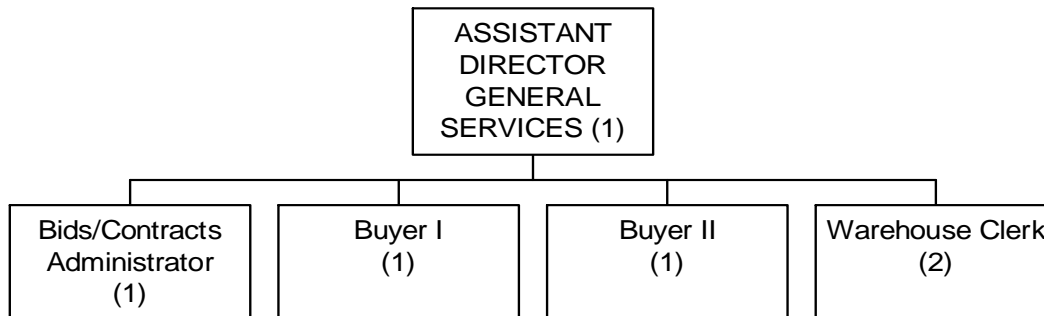 ASSISTANT
DIRECTOR
GENERAL
SERVICES (1)
Bids/Contracts
Administrator
(1)
Buyer I
(1)
Buyer II
(1)
Warehouse Clerk
(2)